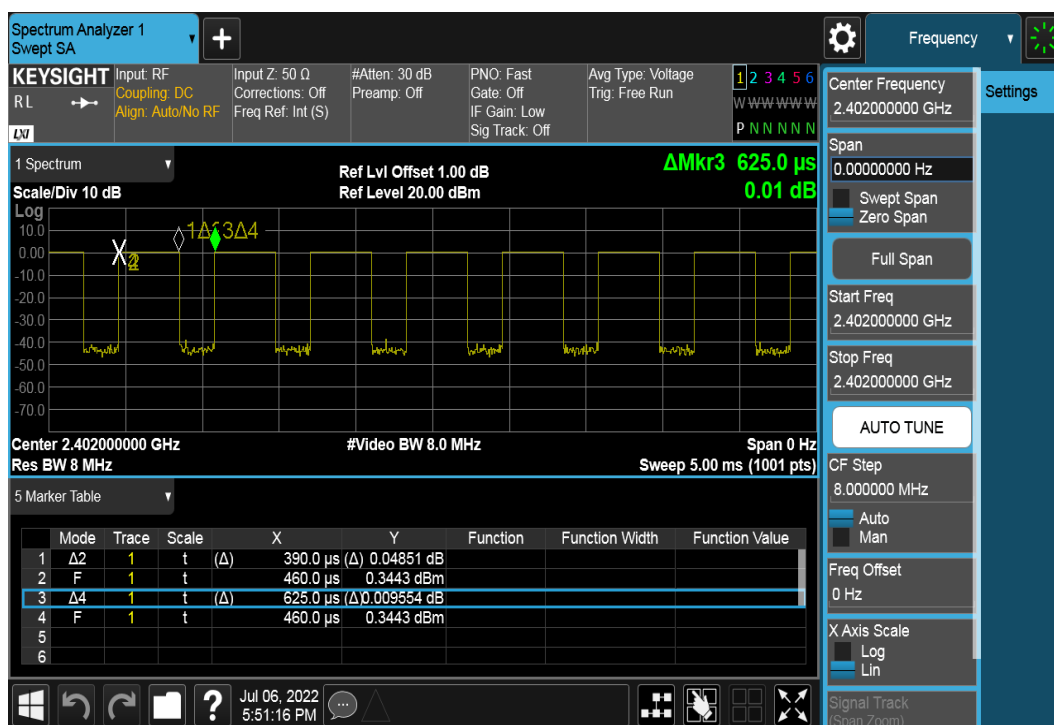 Spectrum Analyzer 1
Swept SA
Frequency
KEYSIGHT
RL
LXI
Input: RF
Coupling: DC
Align: Auto/No RF
Input Z: 50 Ω
Corrections: Off
Freq Ref: Int (S)
#Atten: 30 dB
Preamp: Off
PNO: Fast
Gate: Off
IF Gain: Low
Sig Track: Off
Avg Type: Voltage
Trig: Free Run
1 2 3 4 5 6
W W W W W W
P N N N N N
Center Frequency
2.402000000 GHz
Settings
Span
0.00000000 Hz
Swept Span
Zero Span
Full Span
Start Freq
2.402000000 GHz
Stop Freq
2.402000000 GHz
AUTO TUNE
CF Step
8.000000 MHz
Auto
Man
Freq Offset
0 Hz
X Axis Scale
Log
Lin
Signal Track
(Span Zoom)
1 Spectrum
Scale/Div 10 dB
Ref Lvl Offset 1.00 dB
Ref Level 20.00 dBm
ΔMkr3 625.0 µs
0.01 dB
Log
10.0
0.00
-10.0
-20.0
-30.0
-40.0
-50.0
-60.0
-70.0
3Δ4
Center 2.402000000 GHz
#Video BW 8.0 MHz
Span 0 Hz
Res BW 8 MHz
Sweep 5.00 ms (1001 pts)
5 Marker Table
Mode Trace Scale X Y Function Function Width Function Value
1 Δ2 1 t (Δ) 390.0 µs (Δ) 0.04851 dB
2 F 1 t 460.0 µs 0.3443 dBm
3 Δ4 1 t (Δ) 625.0 µs (Δ)0.009554 dB
4 F 1 t 460.0 µs 0.3443 dBm
5
6
Jul 06, 2022
5:51:16 PM